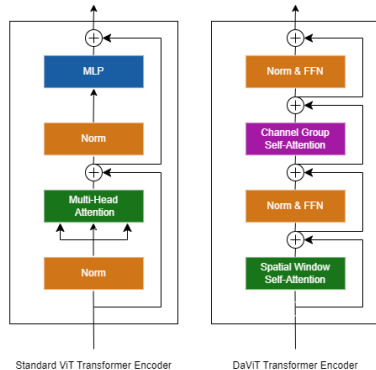 MLP
Norm
Multi-Head
Attention
Norm
Standard ViT Transformer Encoder
Norm & FFN
Channel Group
Self-Attention
Norm & FFN
Spatial Window
Self-Attention
DaViT Transformer Encoder